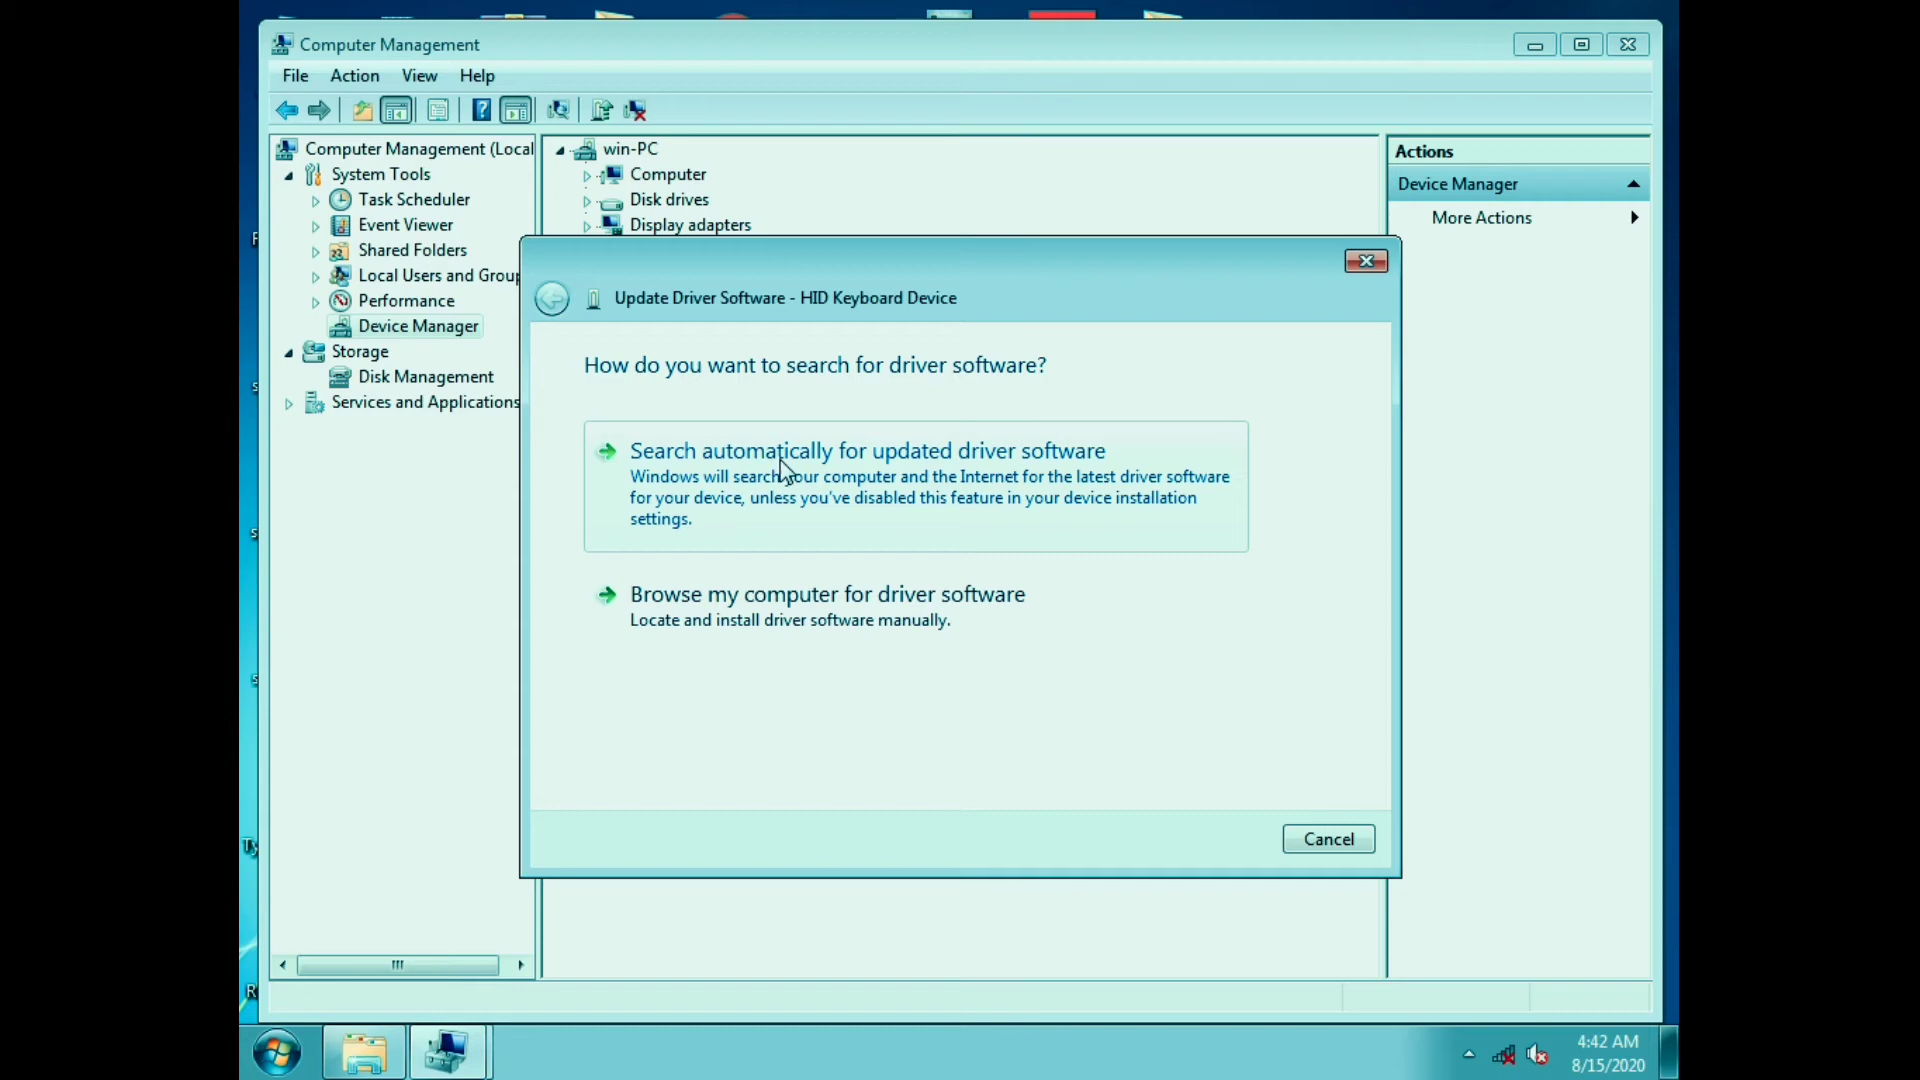 Computer Management
File Action View Help
Computer Management (Local
System Tools
Task Scheduler
Event Viewer
Shared Folders
Local Users and Group
Performance
Device Manager
Storage
Disk Management
Services and Applications
win-PC
Computer
Disk drives
Display adapters
Actions
Device Manager
More Actions
Update Driver Software - HID Keyboard Device
How do you want to search for driver software?
Search automatically for updated driver software
Windows will search your computer and the Internet for the latest driver software
for your device, unless you've disabled this feature in your device installation
settings.
Browse my computer for driver software
Locate and install driver software manually.
Cancel
Ty
R
4:42 AM
8/15/2020